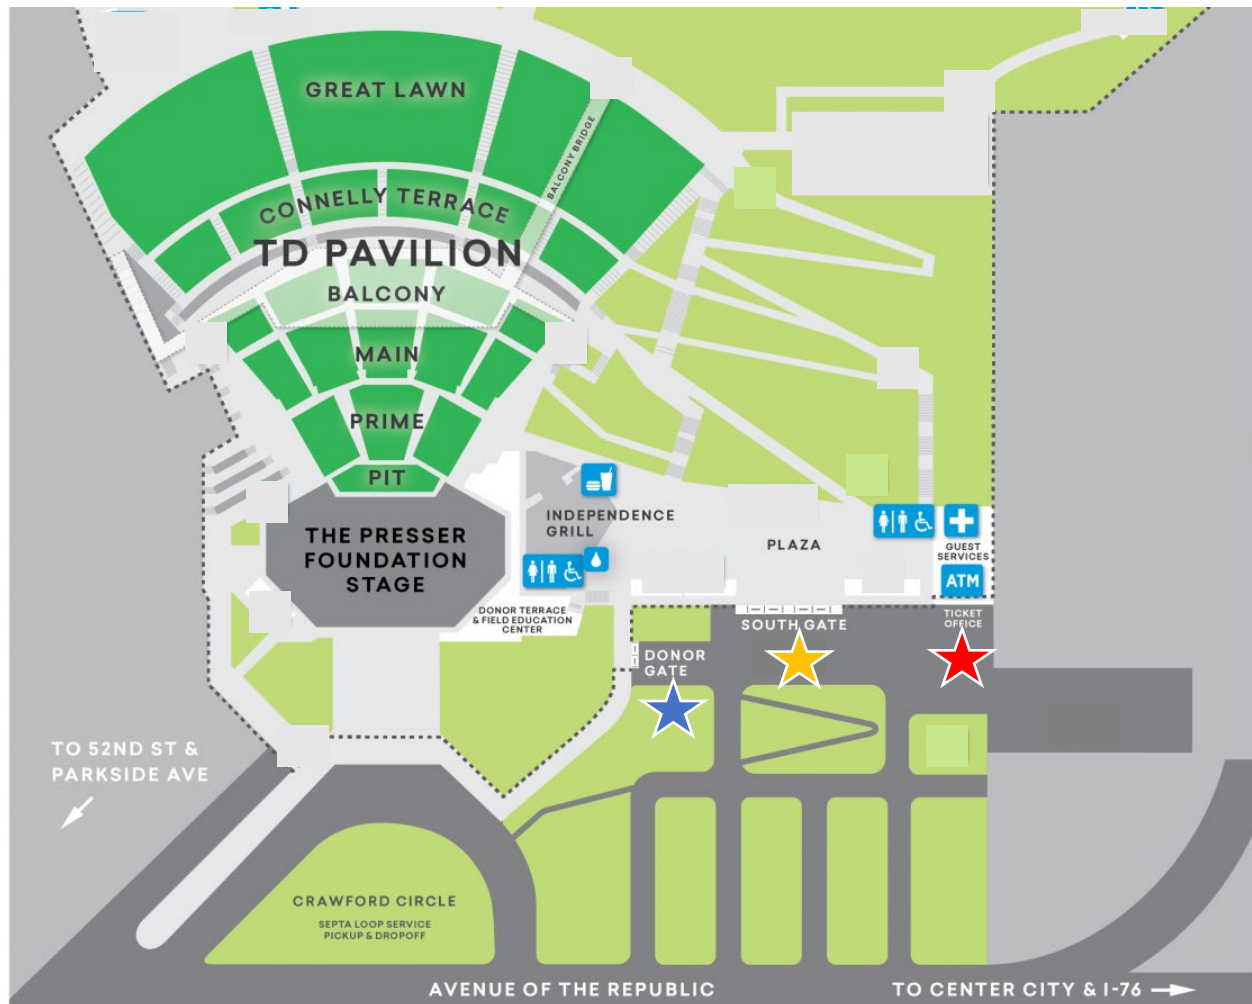 GREAT LAWN
BALCONY BRIDGE
CONNELLY TERRACE
TD PAVILION
BALCONY
MAIN
PRIME
PIT
THE PRESSER
FOUNDATION
STAGE
INDEPENDENCE
GRILL
PLAZA
GUEST
SERVICES
ATM
DONOR TERRACE
& FIELD EDUCATION
CENTER
SOUTH GATE
TICKET
OFFICE
DONOR
GATE
TO 52ND ST &
PARKSIDE AVE
CRAWFORD CIRCLE
SEPTA LOOP SERVICE
PICKUP & DROPOFF
AVENUE OF THE REPUBLIC
TO CENTER CITY & I-76